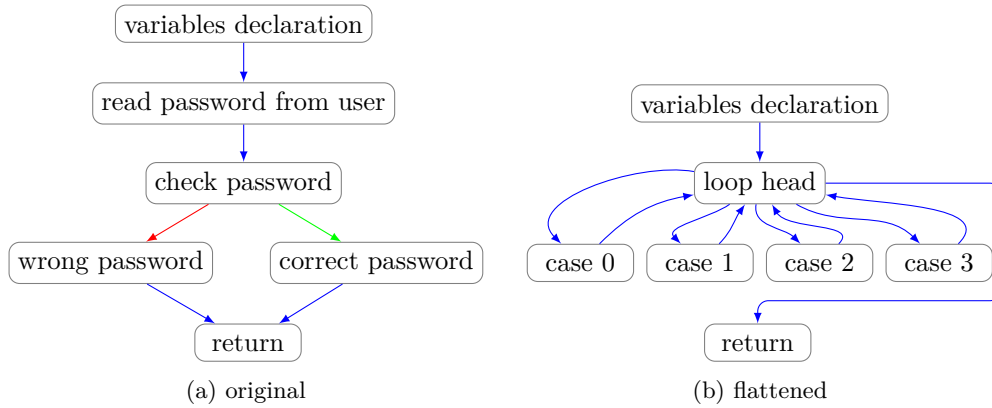 variables declaration
read password from user
check password
wrong password
correct password
return
(a) original
variables declaration
loop head
case 0
case 1
case 2
case 3
return
(b) flattened